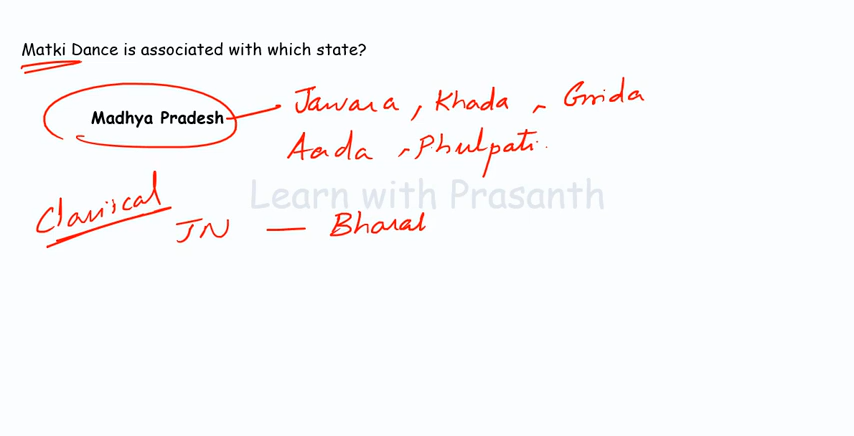 Matki Dance is associated with which state?
Madhya Pradesh — Jawara, Khada, Grida
Aada, Phulpati
Learn with Prasanth
Classical
TN — Bharat